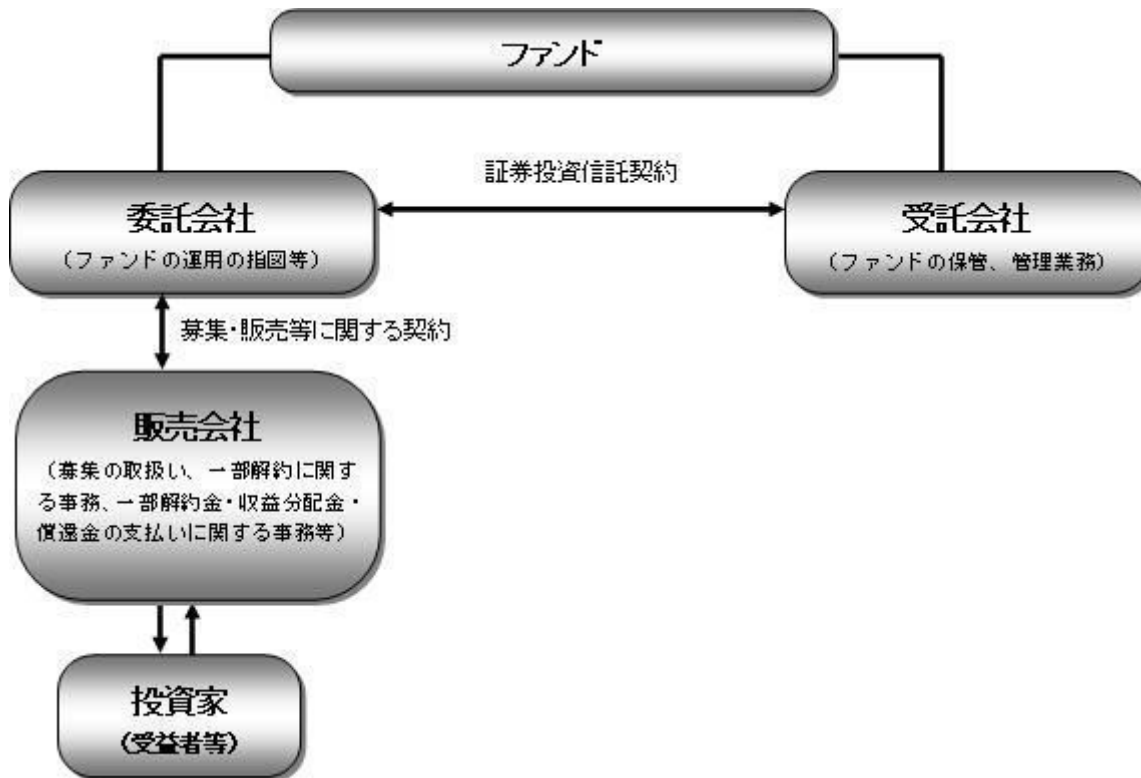 ファンド
証券投資信託契約
委託会社
（ファンドの運用の指図等）
受託会社
（ファンドの保管、管理業務）
募集・販売等に関する契約
販売会社
（募集の取扱い、一部解約に関す
る事務、一部解約金・収益分配金・
償還金の支払いに関する事務等）
投資家
（受益者等）